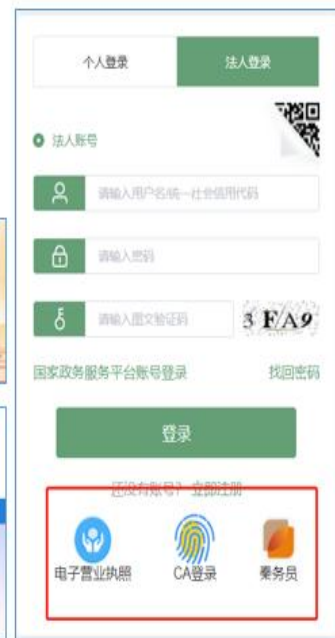 个人登录
法人登录
法人账号
请输入用户名/统一社会信用代码
请输入密码
请输入图文验证码
3 FA9
国家政务服务平台账号登录
找回密码
登录
还没有账号？ 立即注册
电子营业执照
CA登录
秦务员